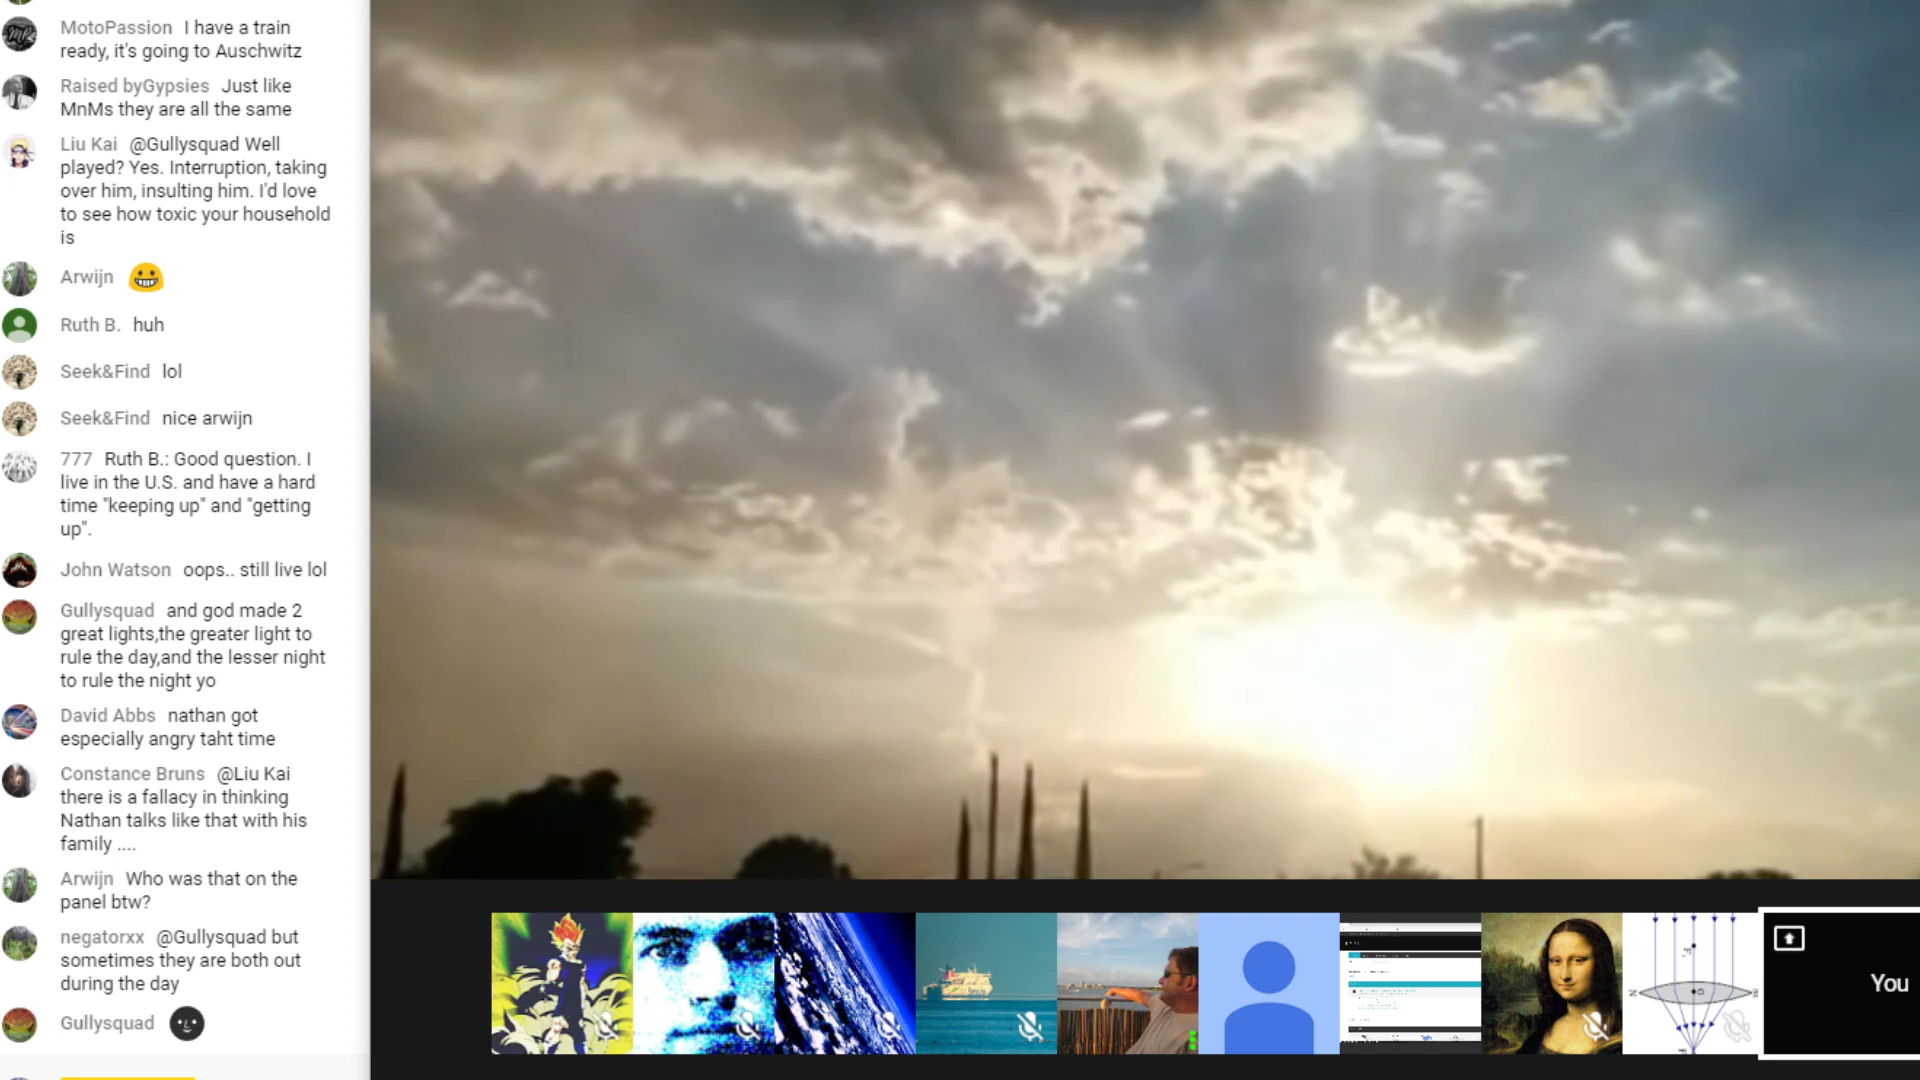 MotoPassion I have a train
ready, it's going to Auschwitz
Raised byGypsies Just like
MnMs they are all the same
Liu Kai @Gullysquad Well
played? Yes. Interruption, taking
over him, insulting him. I'd love
to see how toxic your household
is
Arwijn
Ruth B. huh
Seek&Find lol
Seek&Find nice arwijn
777 Ruth B.: Good question. I
live in the U.S. and have a hard
time "keeping up" and "getting
up".
John Watson oops.. still live lol
Gullysquad and god made 2
great lights,the greater light to
rule the day,and the lesser night
to rule the night yo
David Abbs nathan got
especially angry taht time
Constance Bruns @Liu Kai
there is a fallacy in thinking
Nathan talks like that with his
family ....
Arwijn Who was that on the
panel btw?
negatorxx @Gullysquad but
sometimes they are both out
during the day
Gullysquad
You